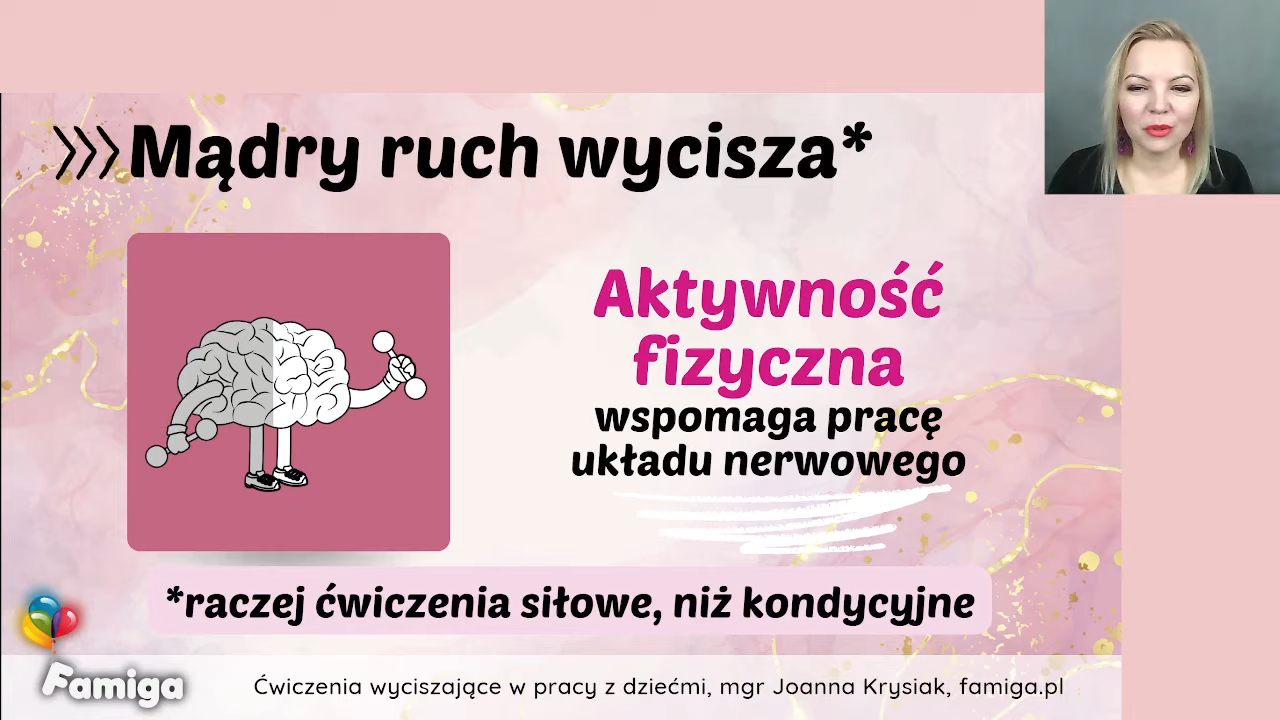 Mądry ruch wycisza*
Aktywność
fizyczna
wspomaga pracę
układu nerwowego
*raczej ćwiczenia siłowe, niż kondycyjne
Famiga
Ćwiczenia wyciszające w pracy z dziećmi, mgr Joanna Krysiak, famiga.pl